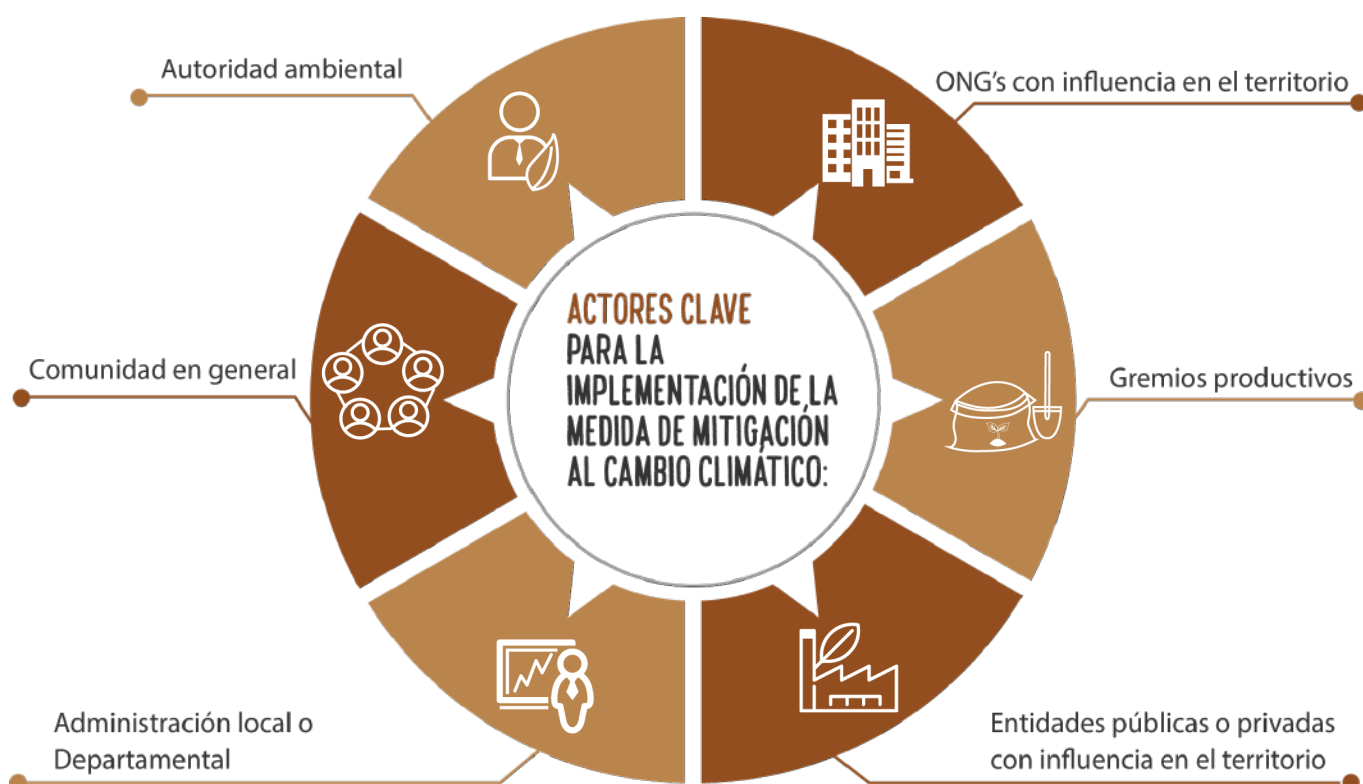 Autoridad ambiental
ONG's con influencia en el territorio
Comunidad en general
ACTORES CLAVE
PARA LA
IMPLEMENTACIÓN DE LA
MEDIDA DE MITIGACIÓN
AL CAMBIO CLIMÁTICO:
Gremios productivos
Administración local o
Departamental
Entidades públicas o privadas
con influencia en el territorio